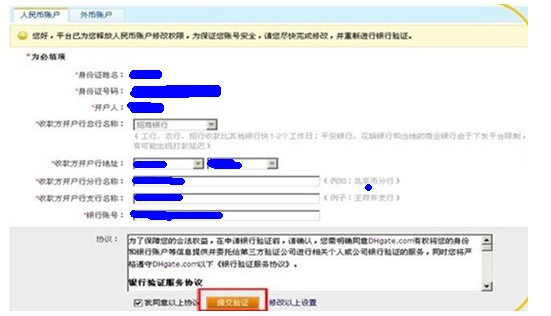 人民币账户 外币账户
您好,平台已为您释放人民币账户修改权限,为保证您账号安全,请您尽快完成修改,并重新进行银行验证。
*为必填项
*身份证姓名:
*身份证号码:
*开户人:
*收款方开户行总行名称: 招商银行
(工行、农行、招行收款比其他银行快1-2个工作日;平安银行、花旗银行和当地的商业银行由于下发平台限制,
有可能出现打款延迟)
*收款方开户行地址:
*收款方开户行分行名称: (例如:北京市分行)
*收款方开户行支行名称: (例子:王府井支行)
*银行账号:
协议: 为了保障您的合法权益,在申请银行验证前,请确认,您需明确同意DHgate.com有权将您的身份
和银行账户等信息提供并委托给第三方验证公司进行相关个人或公司银行验证的服务,同时您将严
格遵守DHgate.com以下《银行验证服务协议》。
银行验证服务协议
我同意以上协议 提交验证 修改以上设置